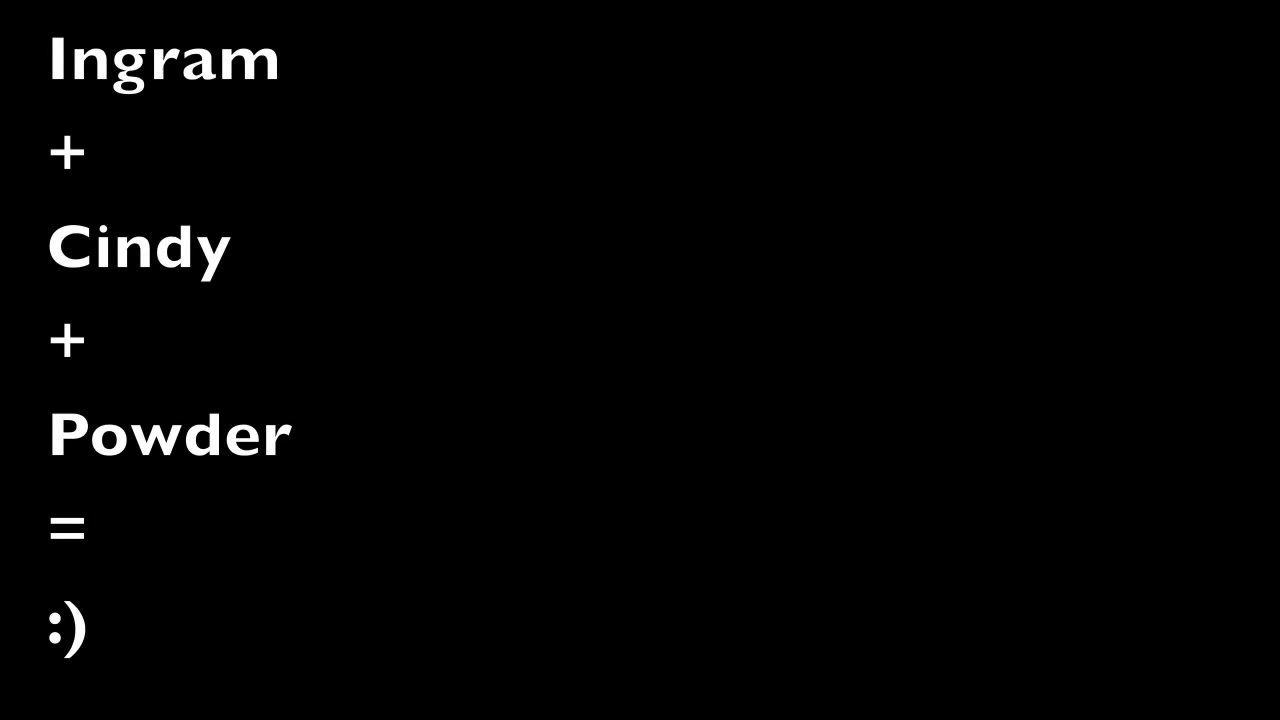 Ingram
+
Cindy
+
Powder
=
:)